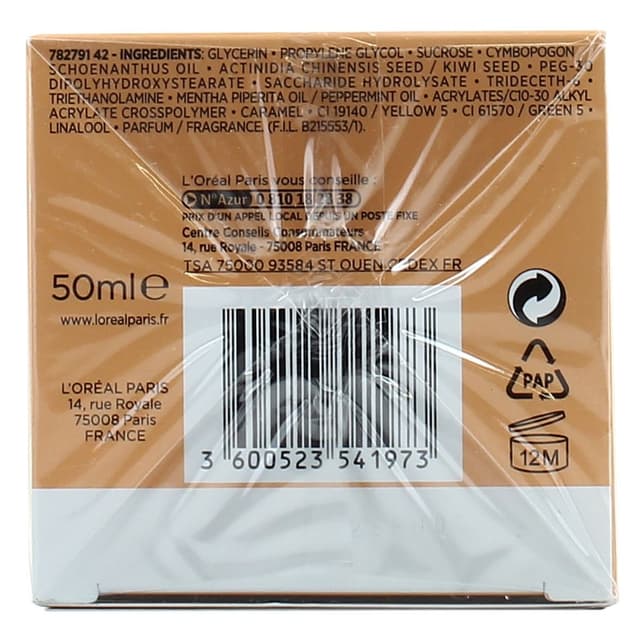 782791 42 - INGREDIENTS: GLYCERIN • PROPYLENE GLYCOL • SUCROSE • CYMBOPOGON
SCHOENANTHUS OIL • ACTINIDIA CHINENSIS SEED / KIWI SEED • PEG-30
DIPOLYHYDROXYSTEARATE • SACCHARIDE HYDROLYSATE • TRIDECETH-6 •
TRIETHANOLAMINE • MENTHA PIPERITA OIL / PEPPERMINT OIL • ACRYLATES/C10-30 ALKYL
ACRYLATE CROSSPOLYMER • CARAMEL • CI 19140 / YELLOW 5 • CI 61570 / GREEN 5 •
LINALOOL • PARFUM / FRAGRANCE. (F.I.L. B215553/1).
L'Oréal Paris vous conseille :
N°Azur 0 810 18 28 38
PRIX D'UN APPEL LOCAL DEPUIS UN POSTE FIXE
Centre Conseils Consommateurs
14, rue Royale - 75008 Paris FRANCE
TSA 75000 93584 ST OUEN CEDEX FR
50ml e
www.lorealparis.fr
L'ORÉAL PARIS
14, rue Royale
75008 Paris
FRANCE
3 600523 541973
PAP
12M